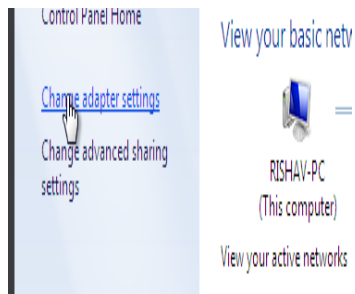 Control Panel Home
Change adapter settings
Change advanced sharing
settings
View your basic netw
RISHAV-PC
(This computer)
View your active networks